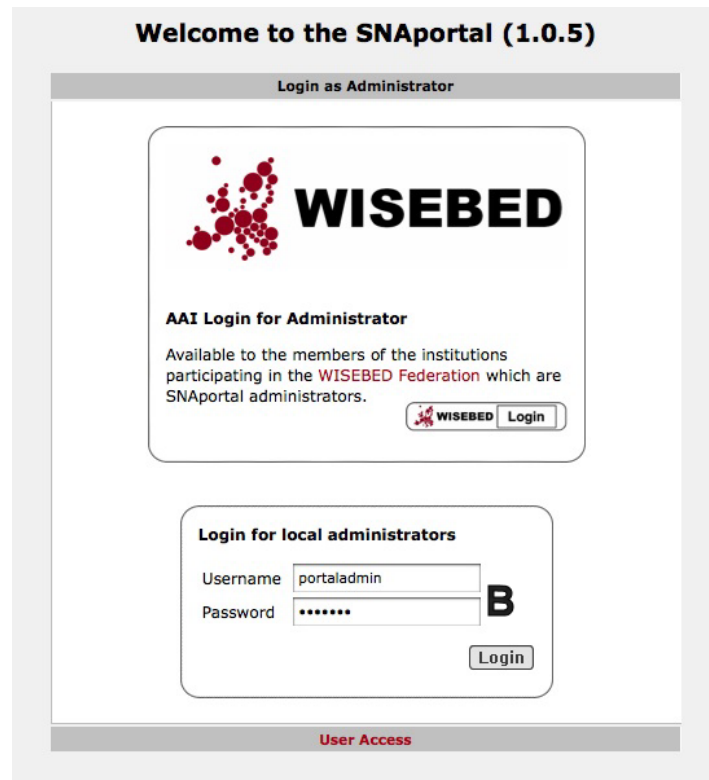 Welcome to the SNAportal (1.0.5)
Login as Administrator
WISEBED
AAI Login for Administrator
Available to the members of the institutions
participating in the WISEBED Federation which are
SNAportal administrators.
WISEBED Login
Login for local administrators
Username portaladmin
Password •••••••
B
Login
User Access